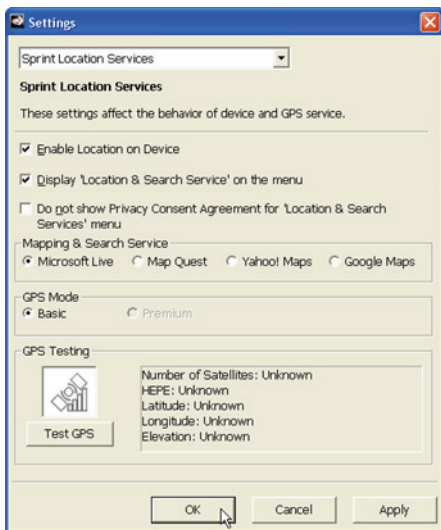 Settings
Sprint Location Services
Sprint Location Services
These settings affect the behavior of device and GPS service.
Enable Location on Device
Display 'Location & Search Service' on the menu
Do not show Privacy Consent Agreement for 'Location & Search
Services' menu
Mapping & Search Service
Microsoft Live Map Quest Yahoo! Maps Google Maps
GPS Mode
Basic Premium
GPS Testing
Number of Satellites: Unknown
HEPE: Unknown
Latitude: Unknown
Longitude: Unknown
Elevation: Unknown
Test GPS
OK Cancel Apply